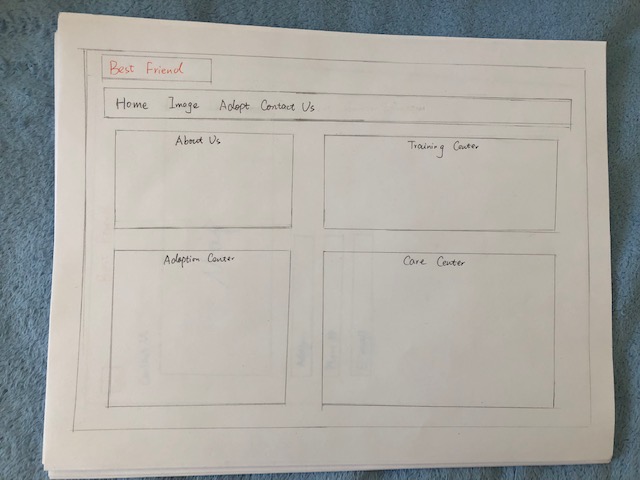 Best Friend
Home Image Adopt Contact Us
About Us
Training Center
Adoption Center
Care Center